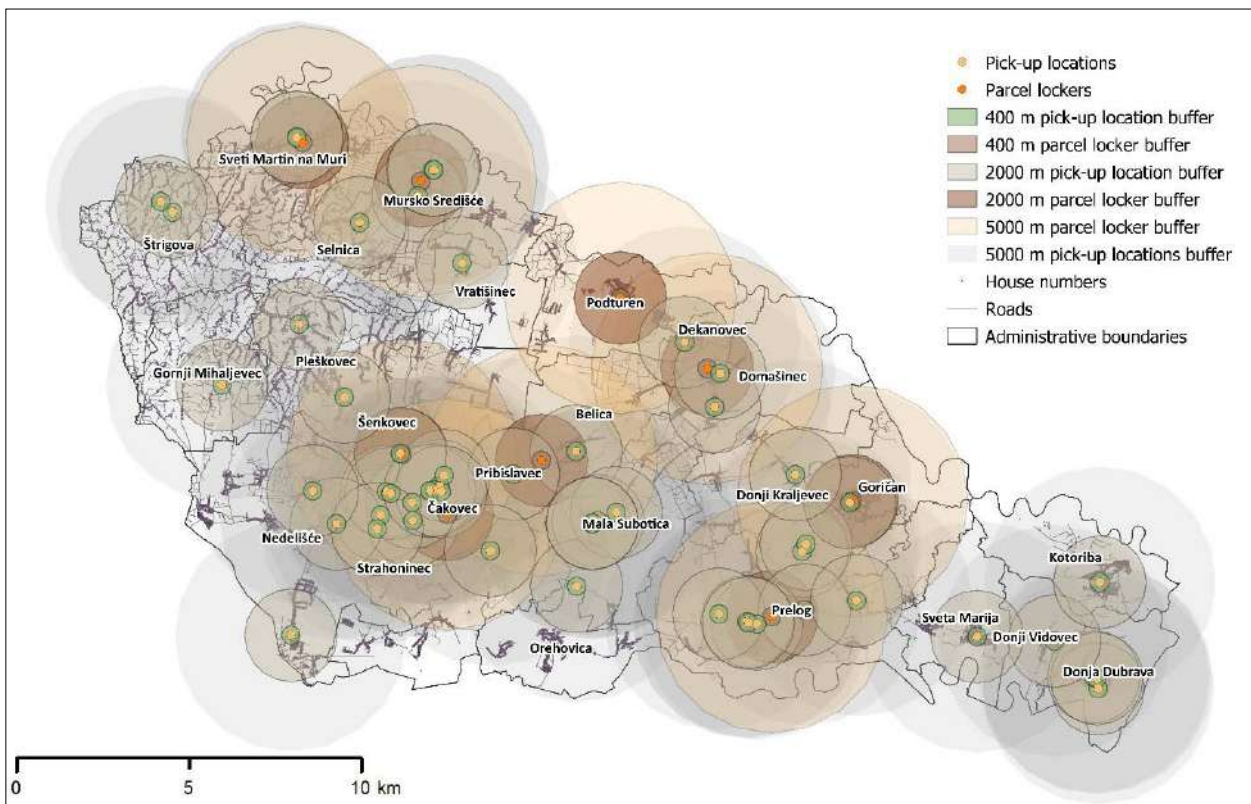 Pick-up locations
Parcel lockers
400 m pick-up location buffer
400 m parcel locker buffer
2000 m pick-up location buffer
2000 m parcel locker buffer
5000 m parcel locker buffer
5000 m pick-up locations buffer
House numbers
Roads
Administrative boundaries
Sveti Martin na Muri
Mursko Središće
Štrigova
Selnica
Vratišinec
Podturen
Dekanovec
Pleškovec
Gornji Mihaljevec
Domašinec
Belica
Šenkovec
Pribislavec
Donji Kraljevec
Goričan
Čakovec
Mala Subotica
Nedelišće
Kotoriba
Strahoninec
Prelog
Sveta Marija
Donji Vidovec
Orehovica
Donja Dubrava
0 5 10 km